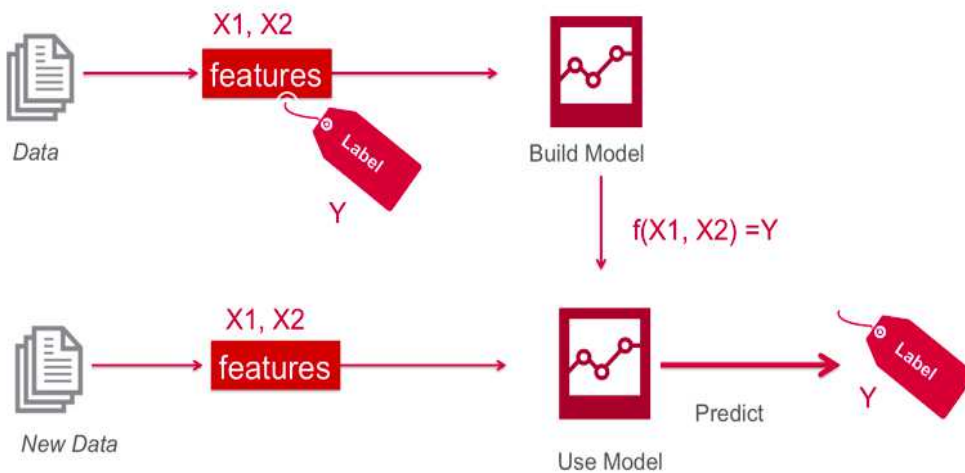 X1, X2
features
Label
Data
Y
Build Model
f(X1, X2) =Y
X1, X2
features
Label
New Data
Predict
Y
Use Model